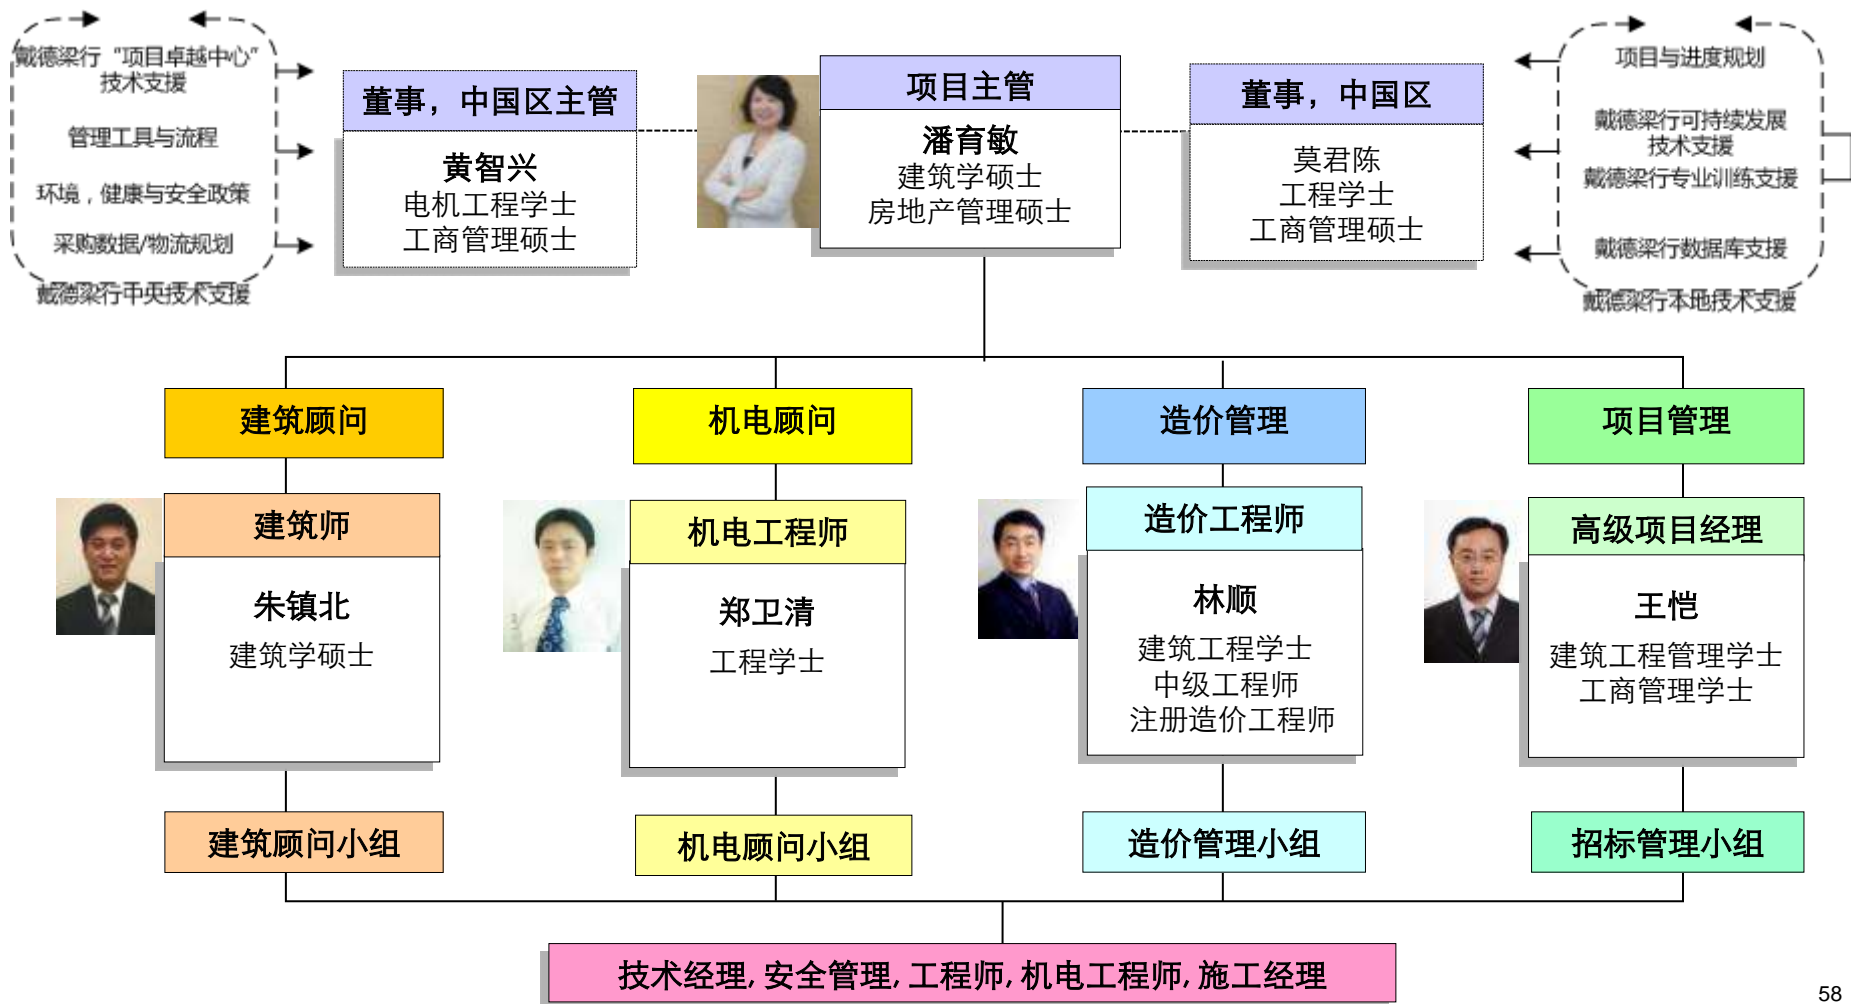 戴德梁行“项目卓越中心”
技术支援
管理工具与流程
环境，健康与安全政策
采购数据/物流规划
戴德梁行中央技术支援
董事，中国区主管
黄智兴
电机工程学士
工商管理硕士
项目主管
潘育敏
建筑学硕士
房地产管理硕士
董事，中国区
莫君陈
工程学士
工商管理硕士
项目与进度规划
戴德梁行可持续发展
技术支援
戴德梁行专业训练支援
戴德梁行数据库支援
戴德梁行本地技术支援
建筑顾问
建筑师
朱镇北
建筑学硕士
建筑顾问小组
机电顾问
机电工程师
郑卫清
工程学士
机电顾问小组
造价管理
造价工程师
林顺
建筑工程学士
中级工程师
注册造价工程师
造价管理小组
项目管理
高级项目经理
王恺
建筑工程管理学士
工商管理学士
招标管理小组
技术经理, 安全管理, 工程师, 机电工程师, 施工经理
58